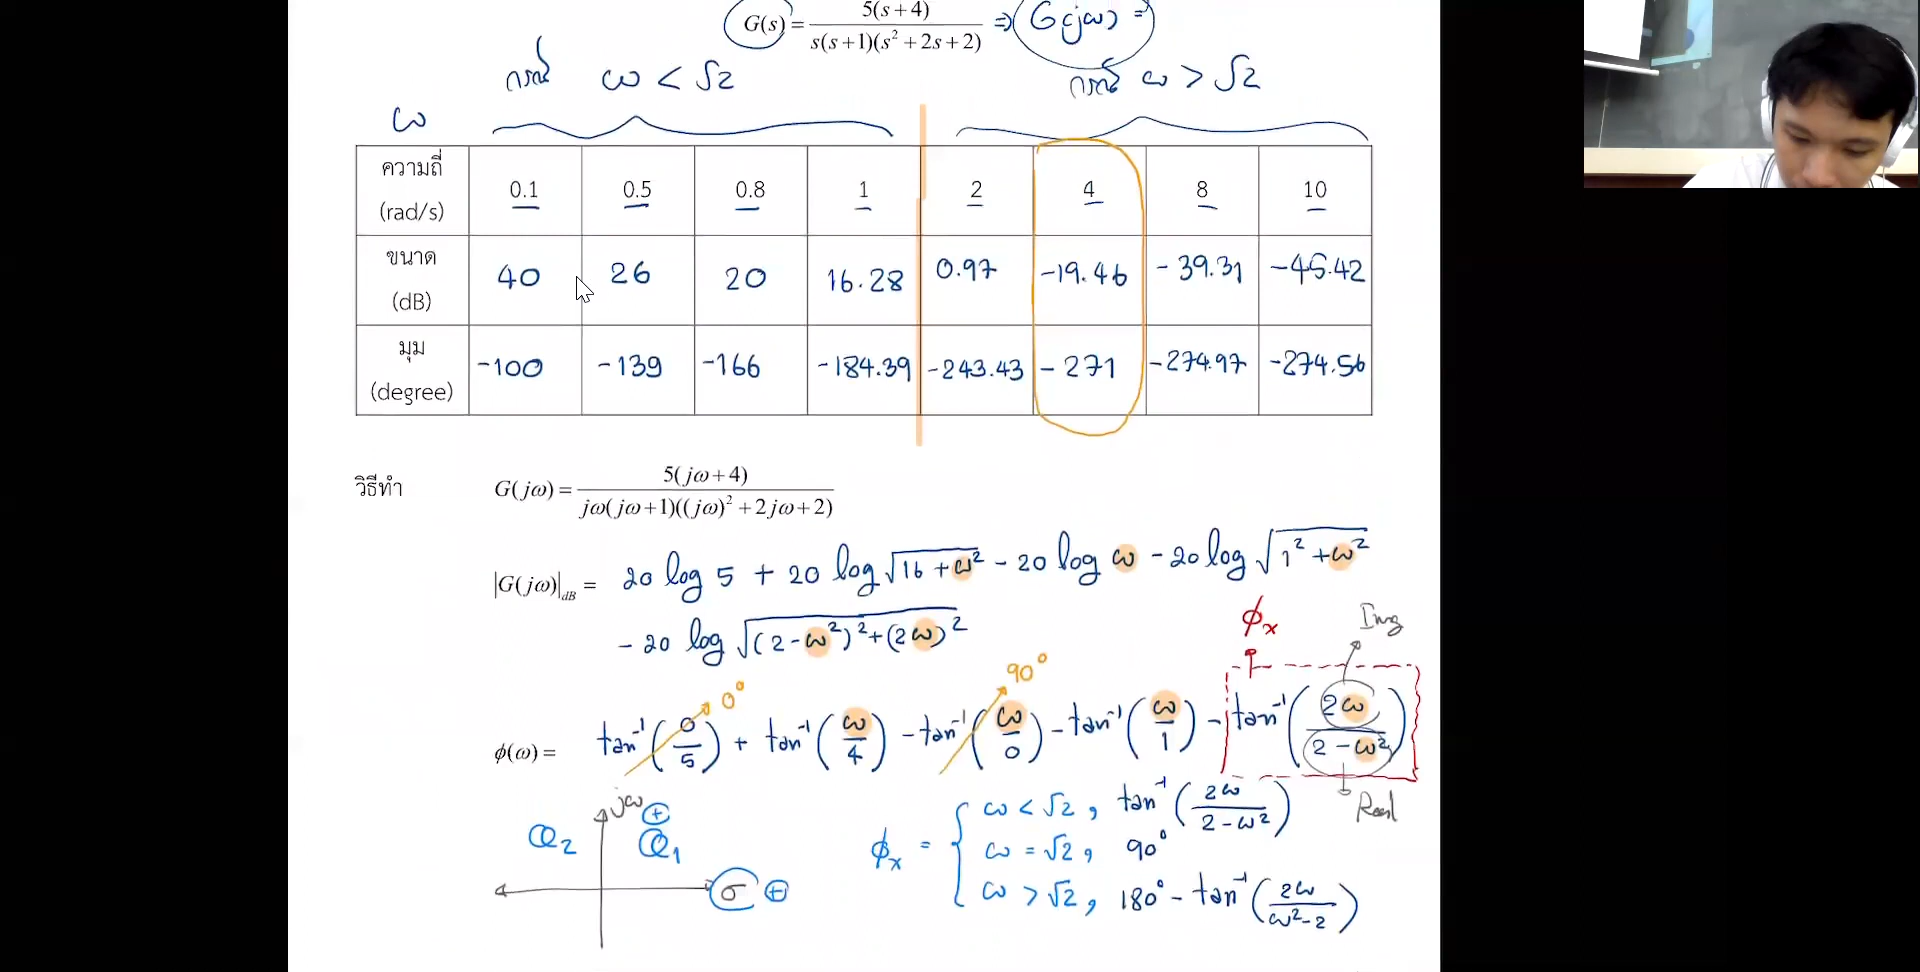 G(s) = 5(s+4) / s(s+1)(s² + 2s + 2) ⇒ G(jω) =
กรณี ω < √2
กรณี ω > √2
ω
ความถี่ (rad/s) 0.1 0.5 0.8 1 2 4 8 10
ขนาด (dB) 40 26 20 16.28 0.97 -19.46 -39.31 -45.42
มุม (degree) -100 -139 -166 -184.39 -243.43 -271 -274.97 -274.56
วิธีทำ G(jω) = 5(jω+4) / jω(jω+1)((jω)² + 2jω + 2)
|G(jω)|dB = 20 log 5 + 20 log √16 + ω² - 20 log ω - 20 log √1² + ω²
- 20 log √(2 - ω²)² + (2ω)²
φx Img
0° 90°
φ(ω) = tan⁻¹(0/5) + tan⁻¹(ω/4) - tan⁻¹(ω/0) - tan⁻¹(ω/1) - tan⁻¹(2ω / 2 - ω²)
Real
jω +
Q2 Q1
σ +
φx = { ω < √2, tan⁻¹(2ω / 2 - ω²)
ω = √2, 90°
ω > √2, 180° - tan⁻¹(2ω / ω² - 2)